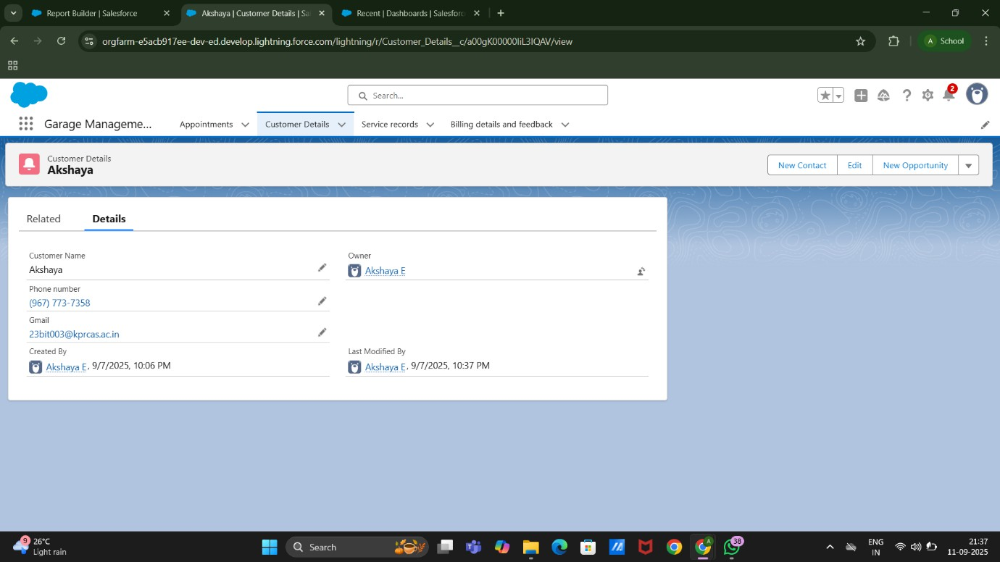 Report Builder | Salesforce
Akshaya | Customer Details | Sa
Recent | Dashboards | Salesforc
orgfarm-e5acb917ee-dev-ed.develop.lightning.force.com/lightning/r/Customer_Details__c/a00gK00000IiL3IQAV/view
A School
Search...
2
Garage Manageme...
Appointments
Customer Details
Service records
Billing details and feedback
Customer Details
Akshaya
New Contact
Edit
New Opportunity
Related
Details
Customer Name
Akshaya
Owner
Akshaya E
Phone number
(967) 773-7358
Gmail
23bit003@kprcas.ac.in
Created By
Akshaya E, 9/7/2025, 10:06 PM
Last Modified By
Akshaya E, 9/7/2025, 10:37 PM
9
26°C
Light rain
Search
A
38
ENG
IN
21:37
11-09-2025